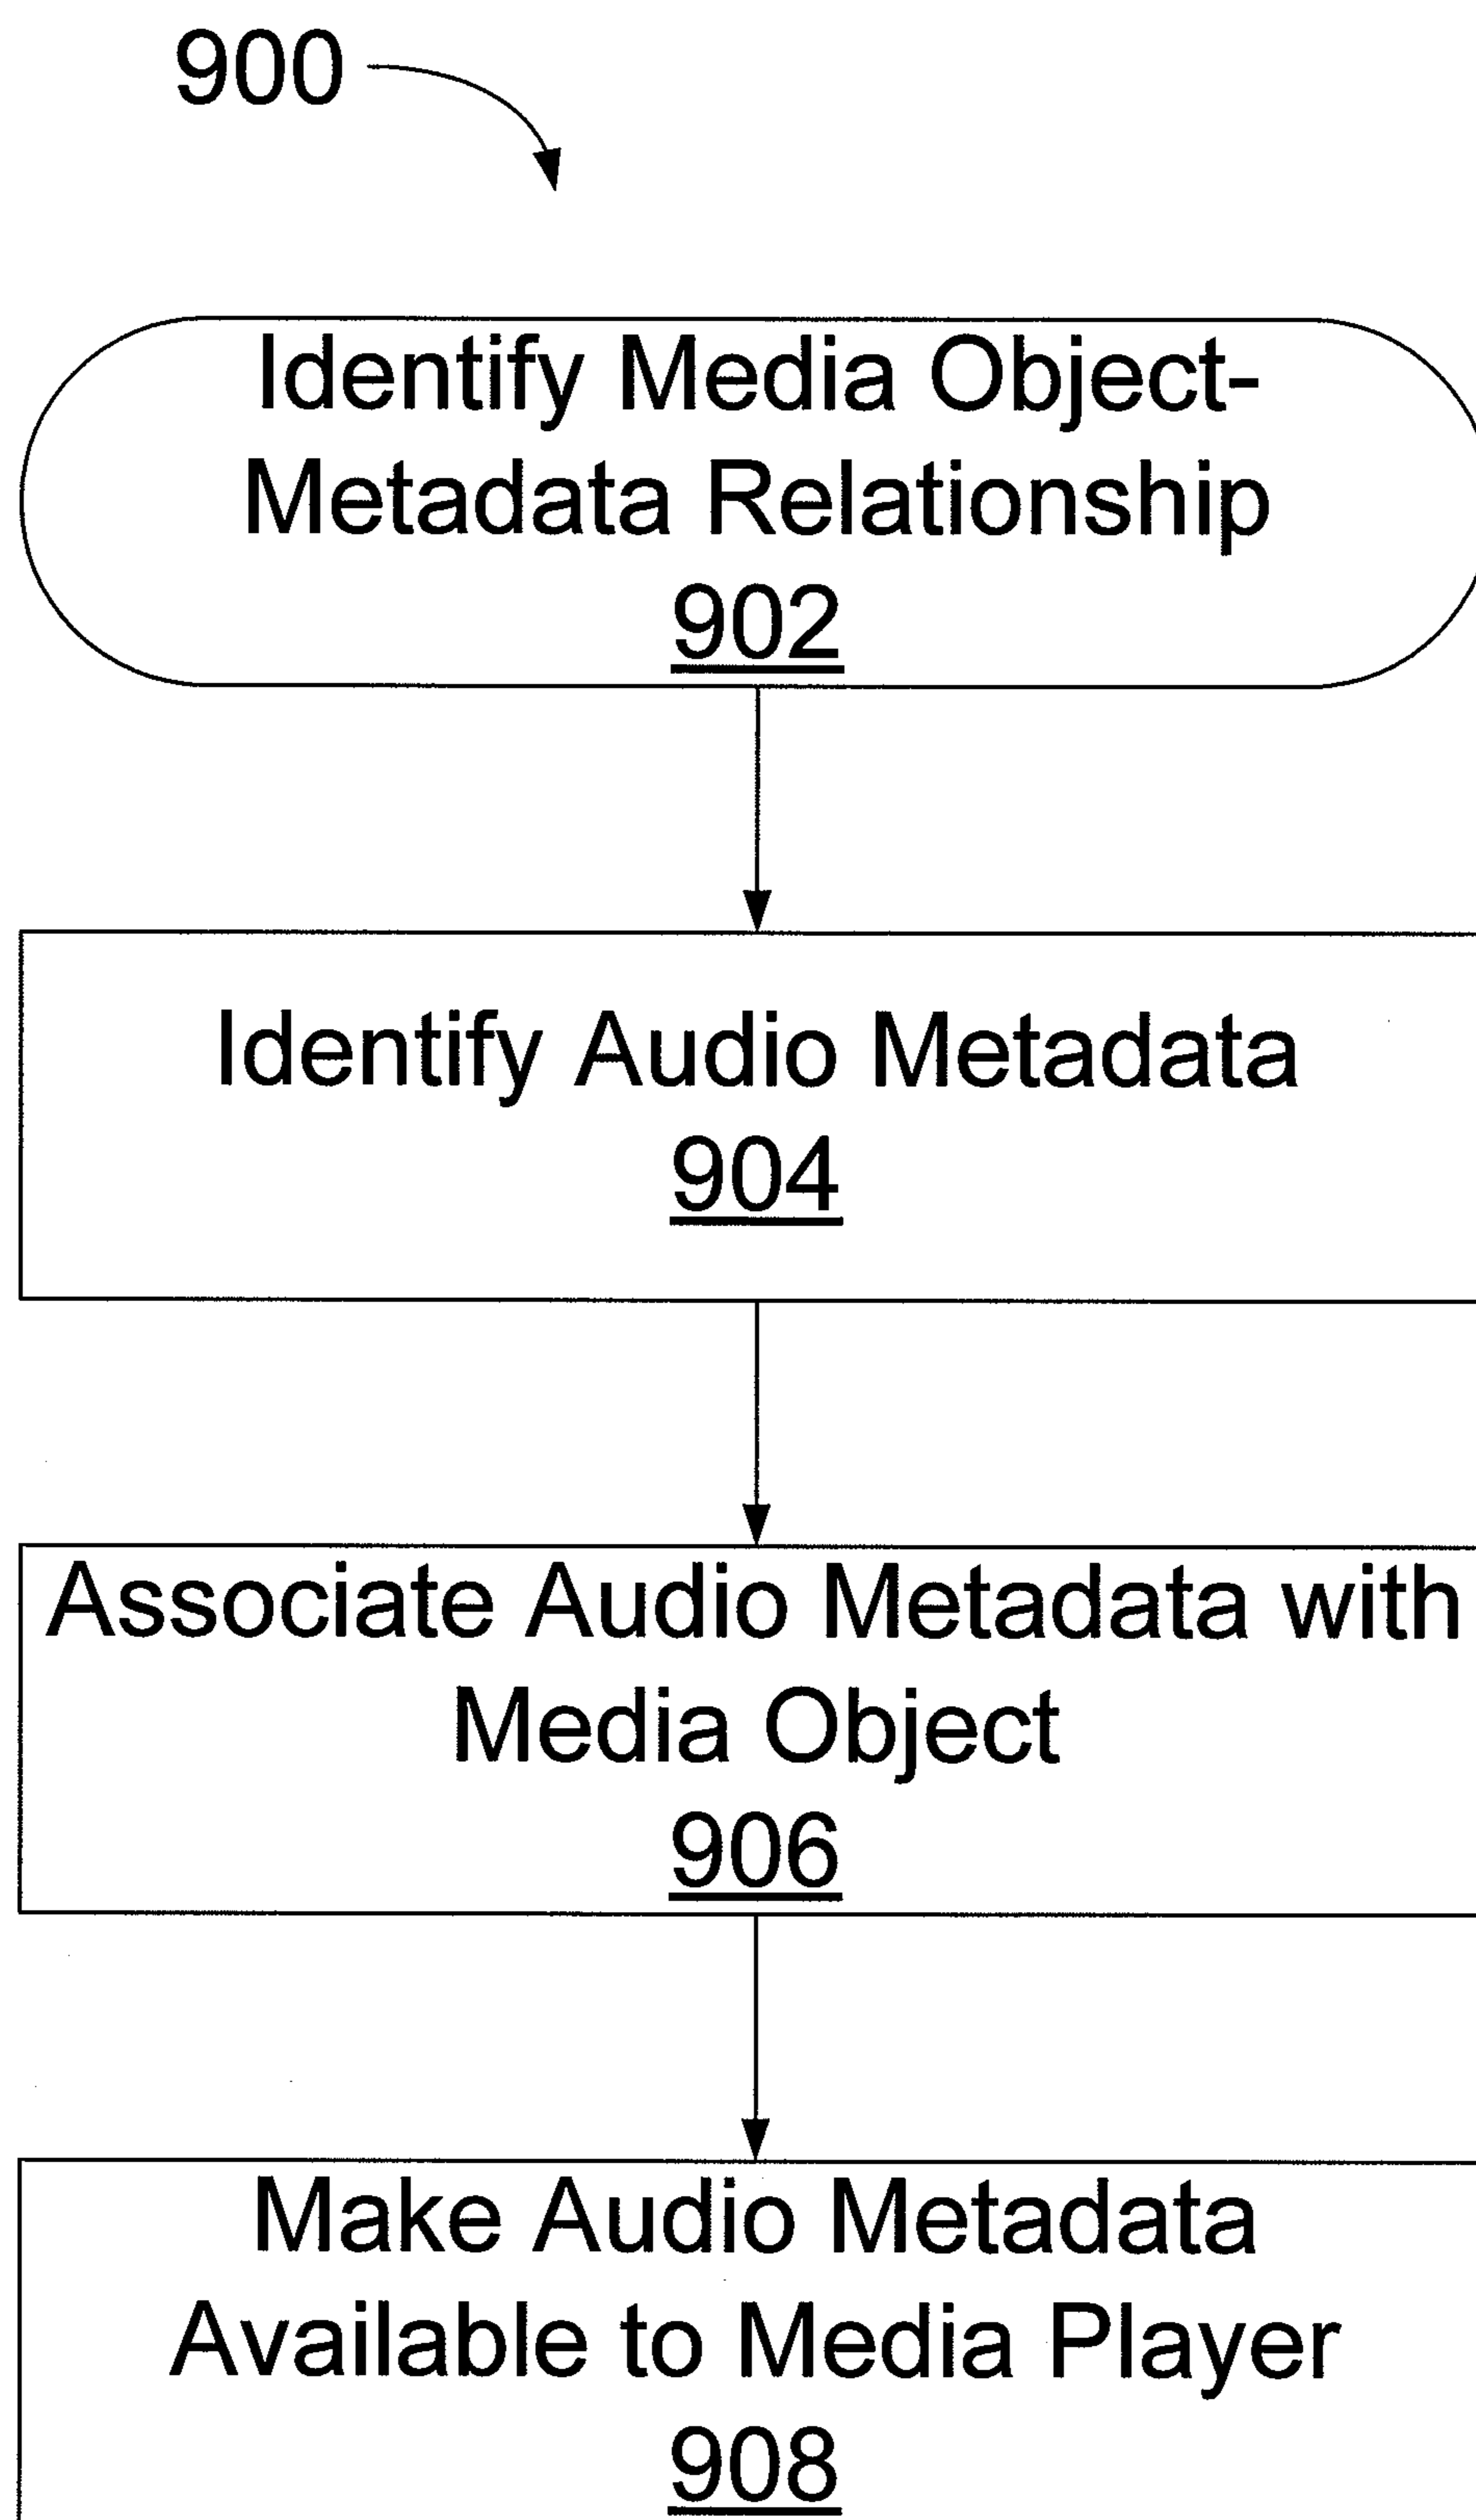 900
Identify Media Object-
Metadata Relationship
902
Identify Audio Metadata
904
Associate Audio Metadata with
Media Object
906
Make Audio Metadata
Available to Media Player
908